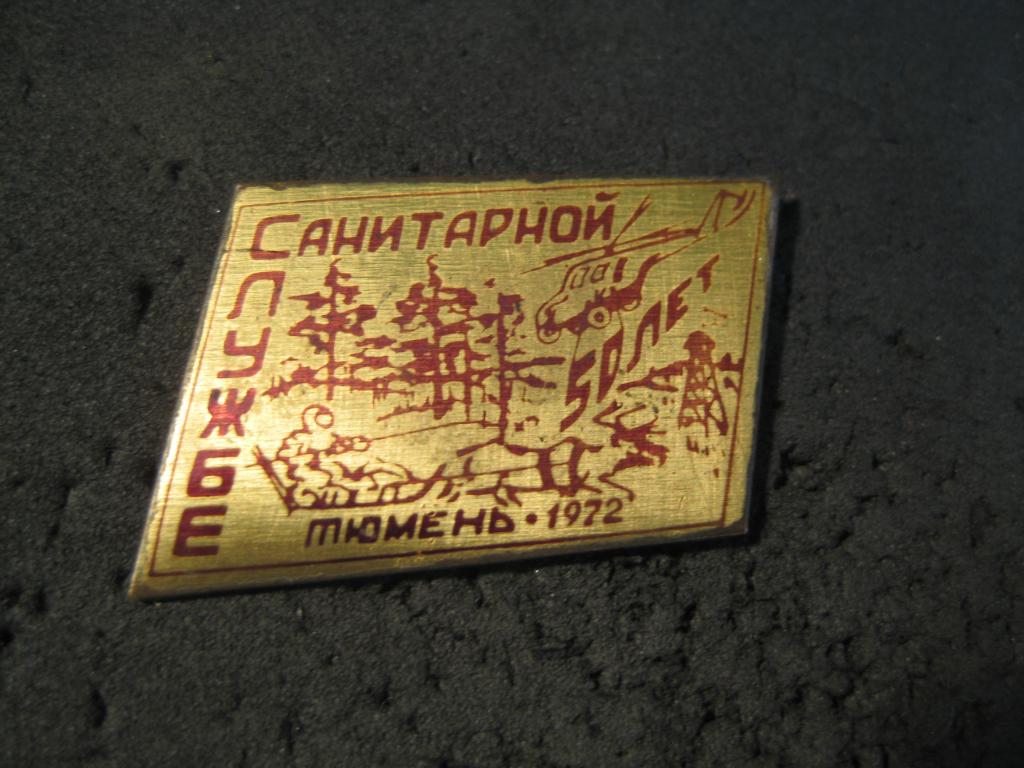 САНИТАРНОЙ
СЛУЖБЕ
50 ЛЕТ
ТЮМЕНЬ·1972